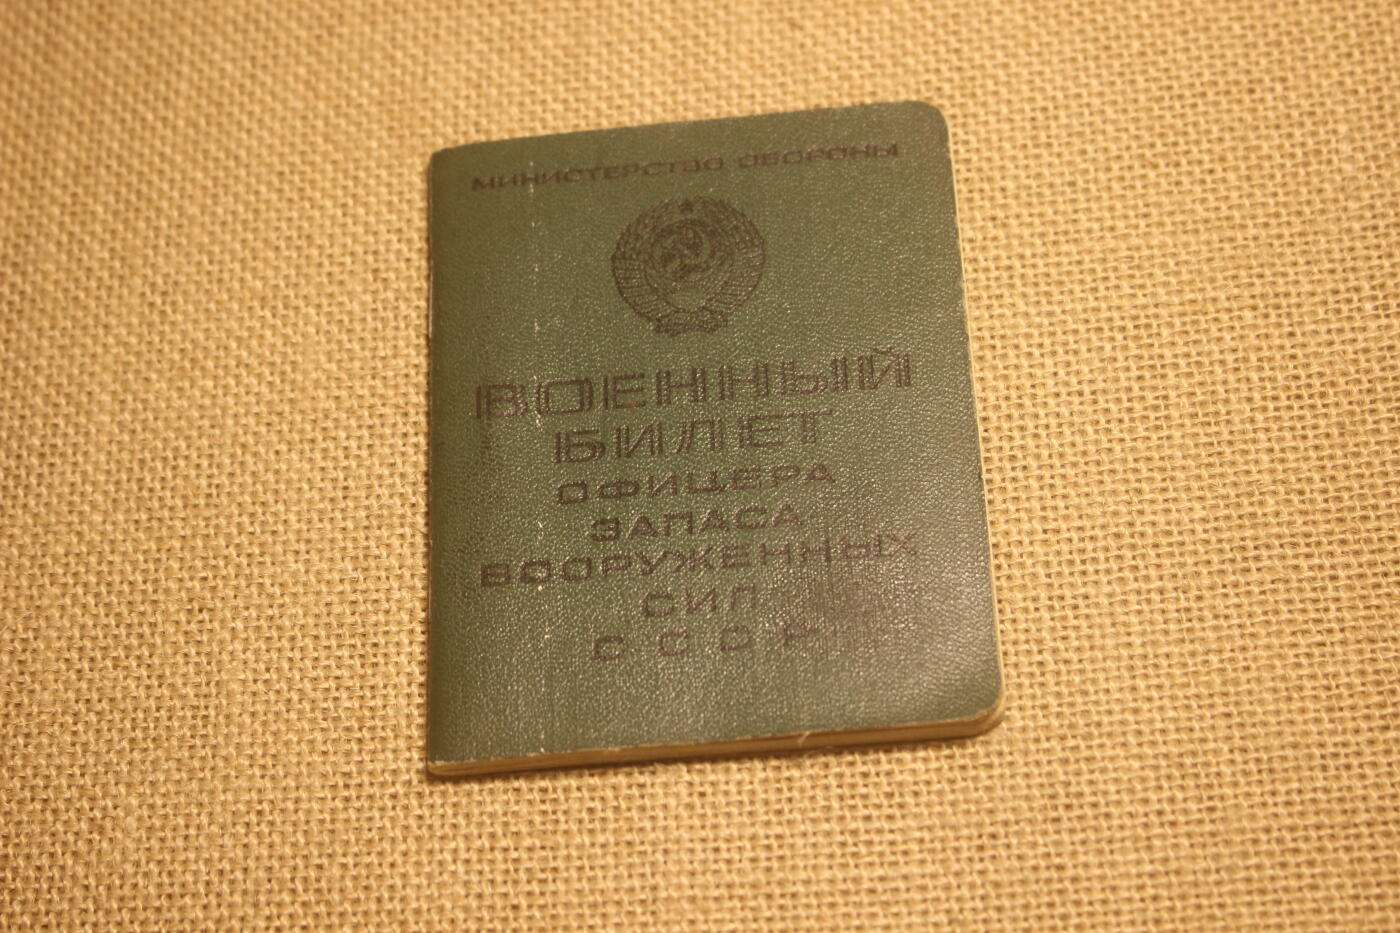 МИНИСТЕРСТВО ОБОРОНЫ
ВОЕННЫЙ
БИЛЕТ
ОФИЦЕРА
ЗАПАСА
ВООРУЖЕННЫХ
СИЛ
СССР